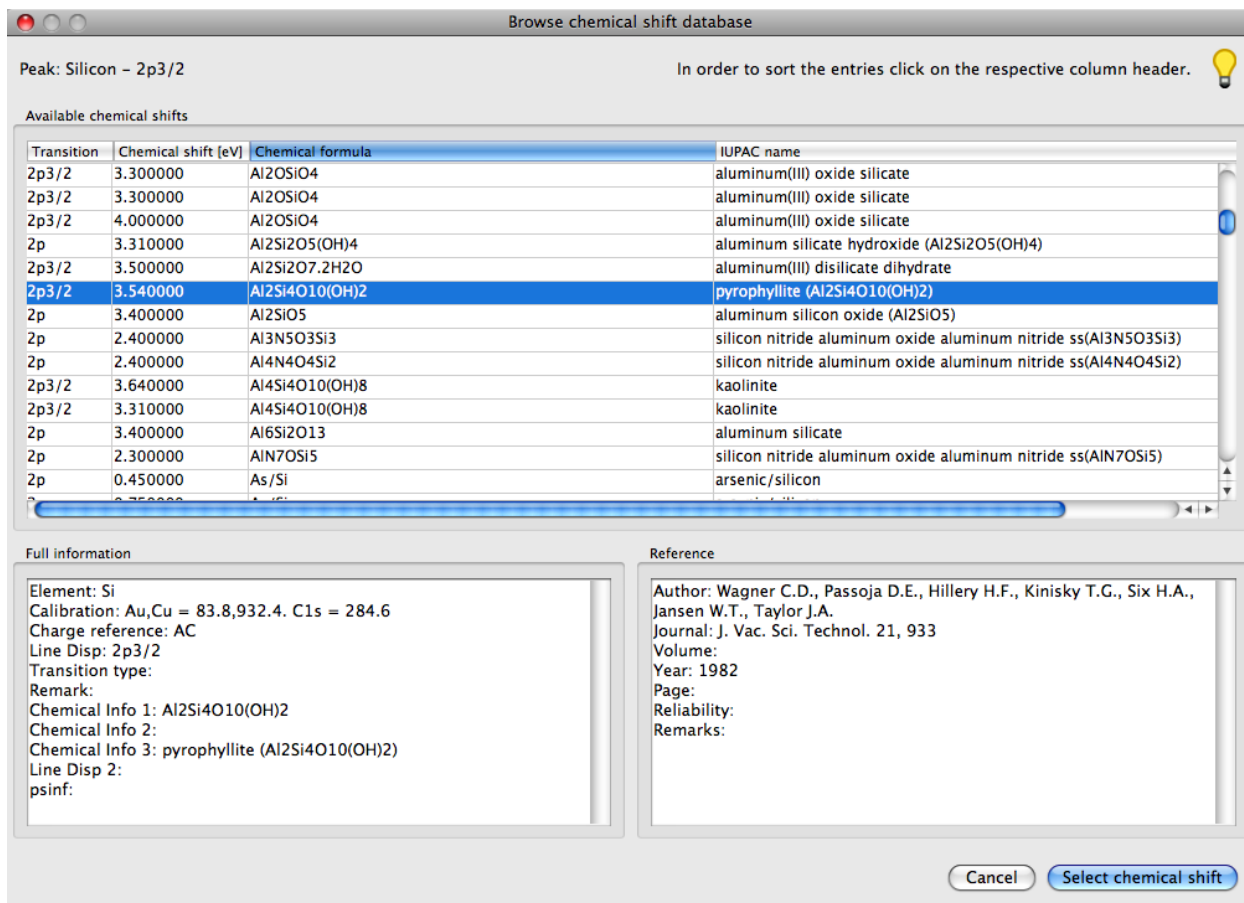 Browse chemical shift database
Peak: Silicon – 2p3/2 In order to sort the entries click on the respective column header.
Available chemical shifts
Transition Chemical shift [eV] Chemical formula IUPAC name
2p3/2 3.300000 Al2OSiO4 aluminum(III) oxide silicate
2p3/2 3.300000 Al2OSiO4 aluminum(III) oxide silicate
2p3/2 4.000000 Al2OSiO4 aluminum(III) oxide silicate
2p 3.310000 Al2Si2O5(OH)4 aluminum silicate hydroxide (Al2Si2O5(OH)4)
2p3/2 3.500000 Al2Si2O7.2H2O aluminum(III) disilicate dihydrate
2p3/2 3.540000 Al2Si4O10(OH)2 pyrophyllite (Al2Si4O10(OH)2)
2p 3.400000 Al2SiO5 aluminum silicon oxide (Al2SiO5)
2p 2.400000 Al3N5O3Si3 silicon nitride aluminum oxide aluminum nitride ss(Al3N5O3Si3)
2p 2.400000 Al4N4O4Si2 silicon nitride aluminum oxide aluminum nitride ss(Al4N4O4Si2)
2p3/2 3.640000 Al4Si4O10(OH)8 kaolinite
2p3/2 3.310000 Al4Si4O10(OH)8 kaolinite
2p 3.400000 Al6Si2O13 aluminum silicate
2p 2.300000 AlN7OSi5 silicon nitride aluminum oxide aluminum nitride ss(AlN7OSi5)
2p 0.450000 As/Si arsenic/silicon
Full information
Element: Si
Calibration: Au,Cu = 83.8,932.4. C1s = 284.6
Charge reference: AC
Line Disp: 2p3/2
Transition type:
Remark:
Chemical Info 1: Al2Si4O10(OH)2
Chemical Info 2:
Chemical Info 3: pyrophyllite (Al2Si4O10(OH)2)
Line Disp 2:
psinf:
Reference
Author: Wagner C.D., Passoja D.E., Hillery H.F., Kinisky T.G., Six H.A.,
Jansen W.T., Taylor J.A.
Journal: J. Vac. Sci. Technol. 21, 933
Volume:
Year: 1982
Page:
Reliability:
Remarks:
Cancel Select chemical shift